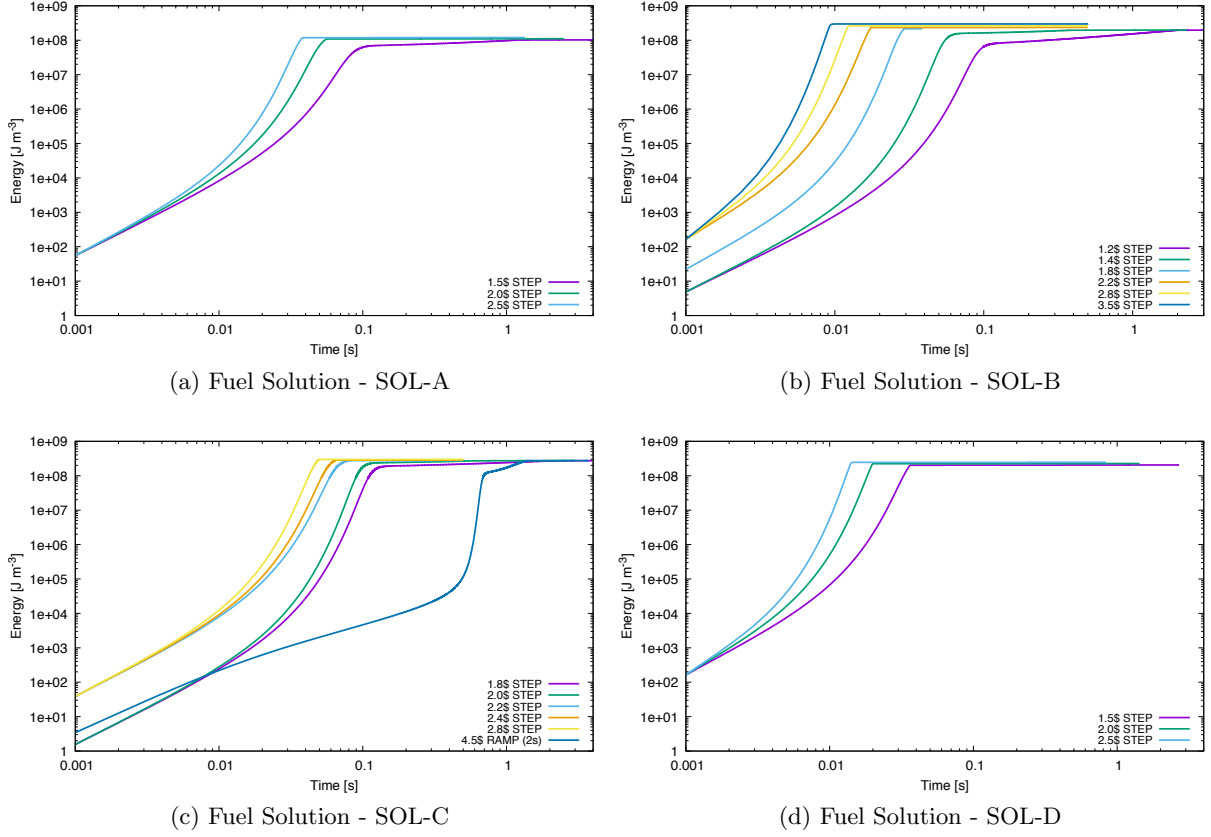 1e+09
1e+08
1e+07
1e+06
1e+05
1e+04
1e+03
1e+02
1e+01
1
Energy [J m-3]
0.001 0.01 0.1 1
Time [s]
1.5$ STEP
2.0$ STEP
2.5$ STEP
(a) Fuel Solution - SOL-A
1e+09
1e+08
1e+07
1e+06
1e+05
1e+04
1e+03
1e+02
1e+01
1
Energy [J m-3]
0.001 0.01 0.1 1
Time [s]
1.2$ STEP
1.4$ STEP
1.8$ STEP
2.2$ STEP
2.8$ STEP
3.5$ STEP
(b) Fuel Solution - SOL-B
1e+09
1e+08
1e+07
1e+06
1e+05
1e+04
1e+03
1e+02
1e+01
1
Energy [J m-3]
0.001 0.01 0.1 1
Time [s]
1.8$ STEP
2.0$ STEP
2.2$ STEP
2.4$ STEP
2.8$ STEP
4.5$ RAMP (2s)
(c) Fuel Solution - SOL-C
1e+09
1e+08
1e+07
1e+06
1e+05
1e+04
1e+03
1e+02
1e+01
1
Energy [J m-3]
0.001 0.01 0.1 1
Time [s]
1.5$ STEP
2.0$ STEP
2.5$ STEP
(d) Fuel Solution - SOL-D